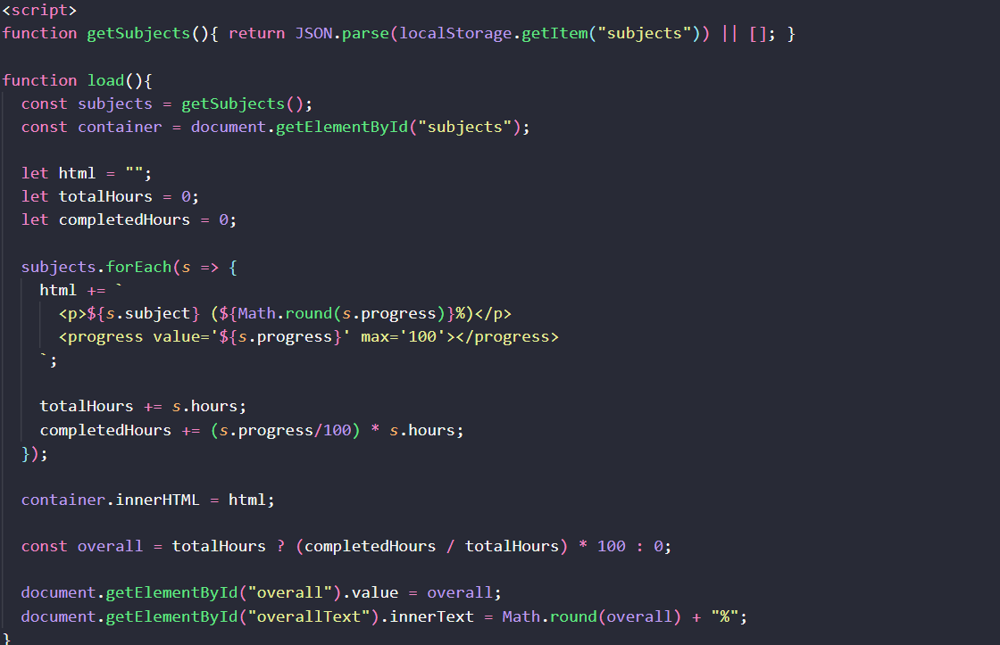 <script>
function getSubjects(){ return JSON.parse(localStorage.getItem("subjects")) || []; }
function load(){
const subjects = getSubjects();
const container = document.getElementById("subjects");
let html = "";
let totalHours = 0;
let completedHours = 0;
subjects.forEach(s => {
html += `
<p>${s.subject} (${Math.round(s.progress)}%)</p>
<progress value='${s.progress}' max='100'></progress>
`;
totalHours += s.hours;
completedHours += (s.progress/100) * s.hours;
});
container.innerHTML = html;
const overall = totalHours ? (completedHours / totalHours) * 100 : 0;
document.getElementById("overall").value = overall;
document.getElementById("overallText").innerText = Math.round(overall) + "%";
}